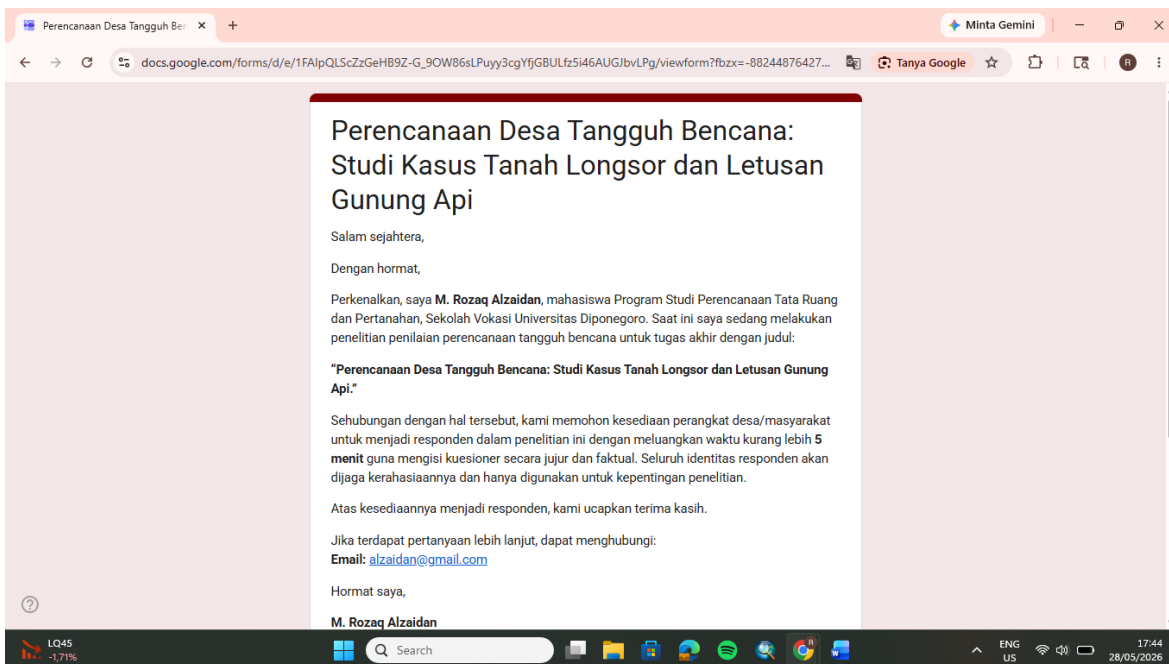 Perencanaan Desa Tangguh Ber
Minta Gemini
docs.google.com/forms/d/e/1FAIpQLScZzGeHB9Z-G_9OW86sLPuyy3cgYfjGBULfz5i46AUGJbvLPg/viewform?fbzx=-88244876427...
Tanya Google
R
Perencanaan Desa Tangguh Bencana:
Studi Kasus Tanah Longsor dan Letusan
Gunung Api
Salam sejahtera,
Dengan hormat,
Perkenalkan, saya M. Rozaq Alzaidan, mahasiswa Program Studi Perencanaan Tata Ruang
dan Pertanahan, Sekolah Vokasi Universitas Diponegoro. Saat ini saya sedang melakukan
penelitian penilaian perencanaan tangguh bencana untuk tugas akhir dengan judul:
“Perencanaan Desa Tangguh Bencana: Studi Kasus Tanah Longsor dan Letusan Gunung
Api.”
Sehubungan dengan hal tersebut, kami memohon kesediaan perangkat desa/masyarakat
untuk menjadi responden dalam penelitian ini dengan meluangkan waktu kurang lebih 5
menit guna mengisi kuesioner secara jujur dan faktual. Seluruh identitas responden akan
dijaga kerahasiaannya dan hanya digunakan untuk kepentingan penelitian.
Atas kesediaannya menjadi responden, kami ucapkan terima kasih.
Jika terdapat pertanyaan lebih lanjut, dapat menghubungi:
Email: alzaidan@gmail.com
Hormat saya,
M. Rozaq Alzaidan
LQ45
-1,71%
Search
ENG
US
17:44
28/05/2026